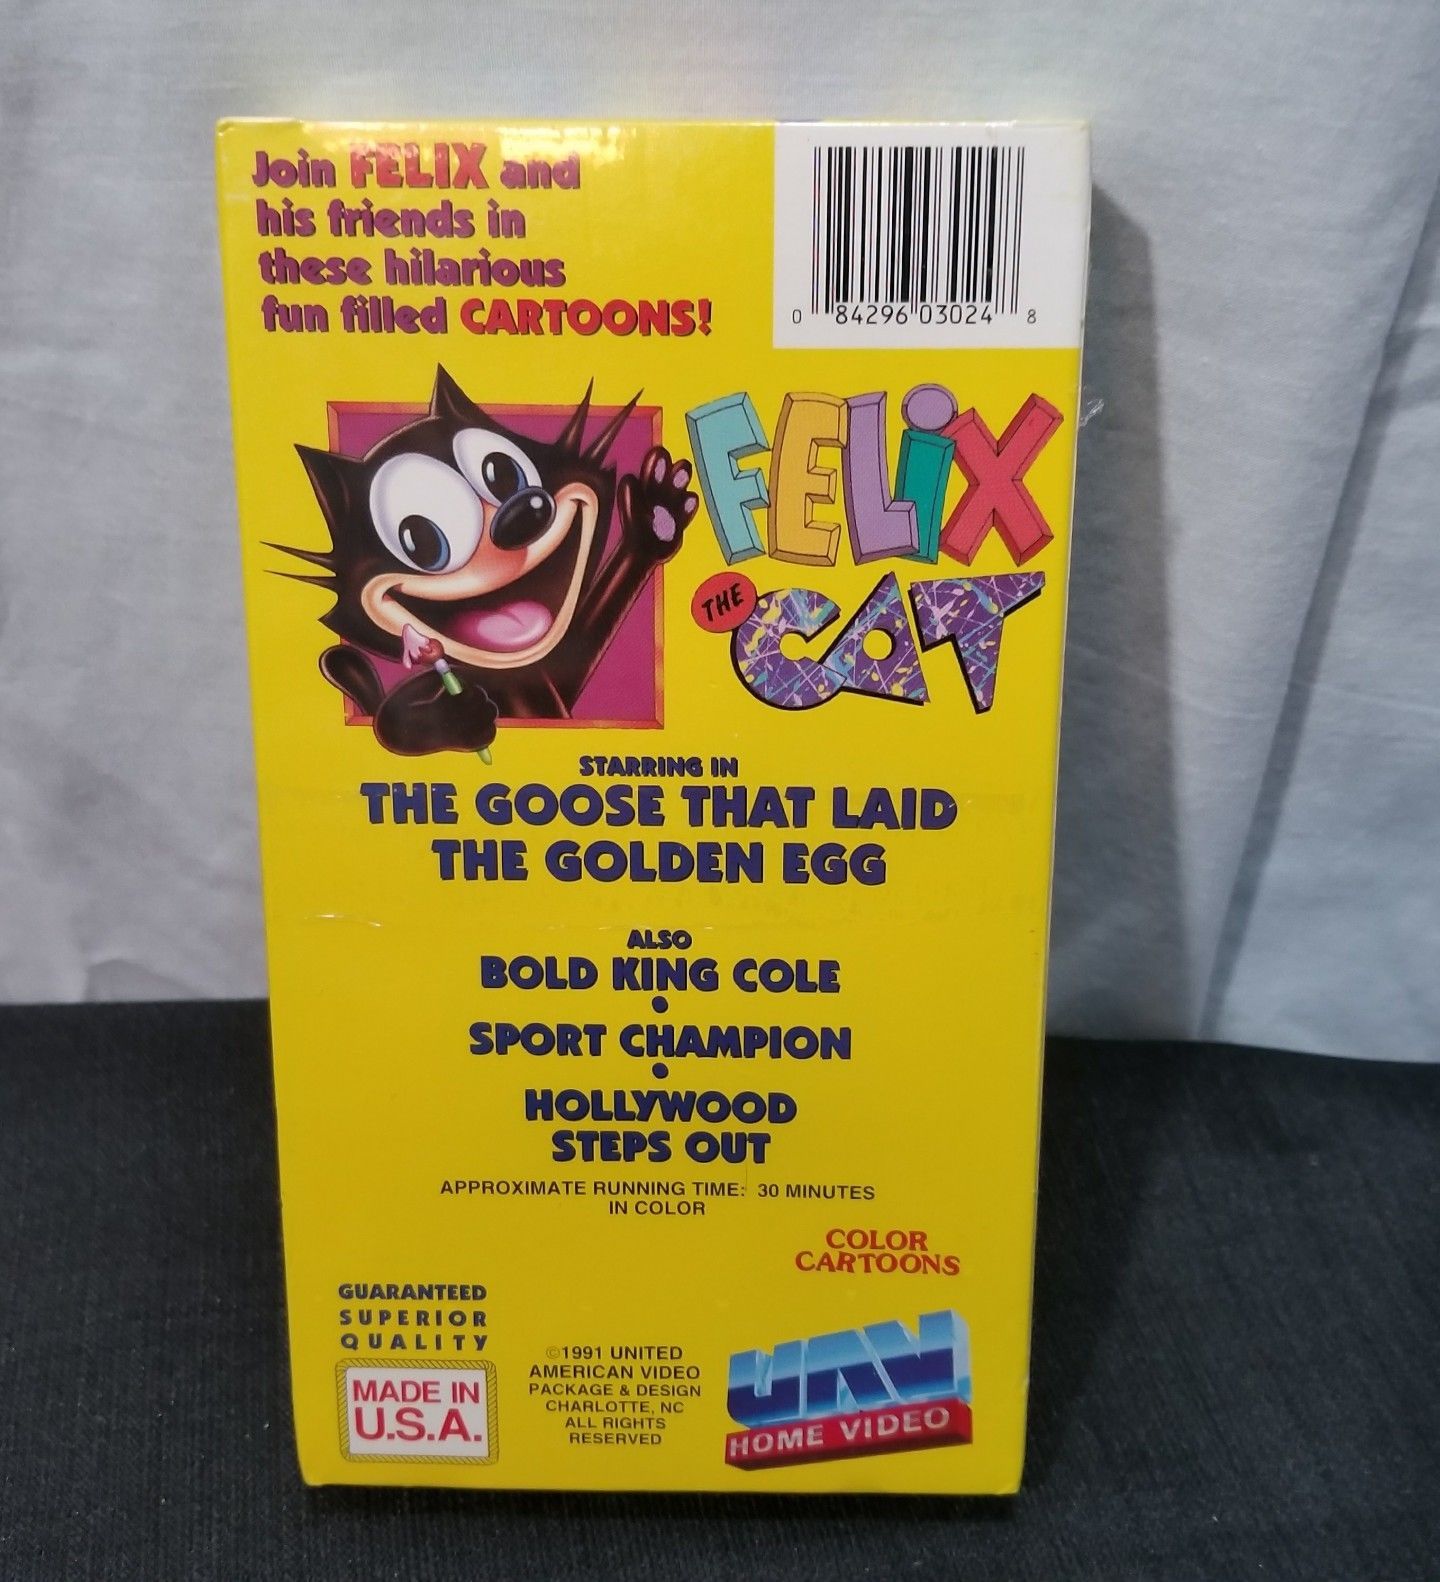 Join FELIX and
his friends in
these hilarious
fun filled CARTOONS!
0 84296 03024 8
FELiX
THE CAT
STARRING IN
THE GOOSE THAT LAID
THE GOLDEN EGG
ALSO
BOLD KING COLE
•
SPORT CHAMPION
•
HOLLYWOOD
STEPS OUT
APPROXIMATE RUNNING TIME: 30 MINUTES
IN COLOR
COLOR
CARTOONS
GUARANTEED
SUPERIOR
QUALITY
MADE IN
U.S.A.
©1991 UNITED
AMERICAN VIDEO
PACKAGE & DESIGN
CHARLOTTE, NC
ALL RIGHTS
RESERVED
UAV
HOME VIDEO